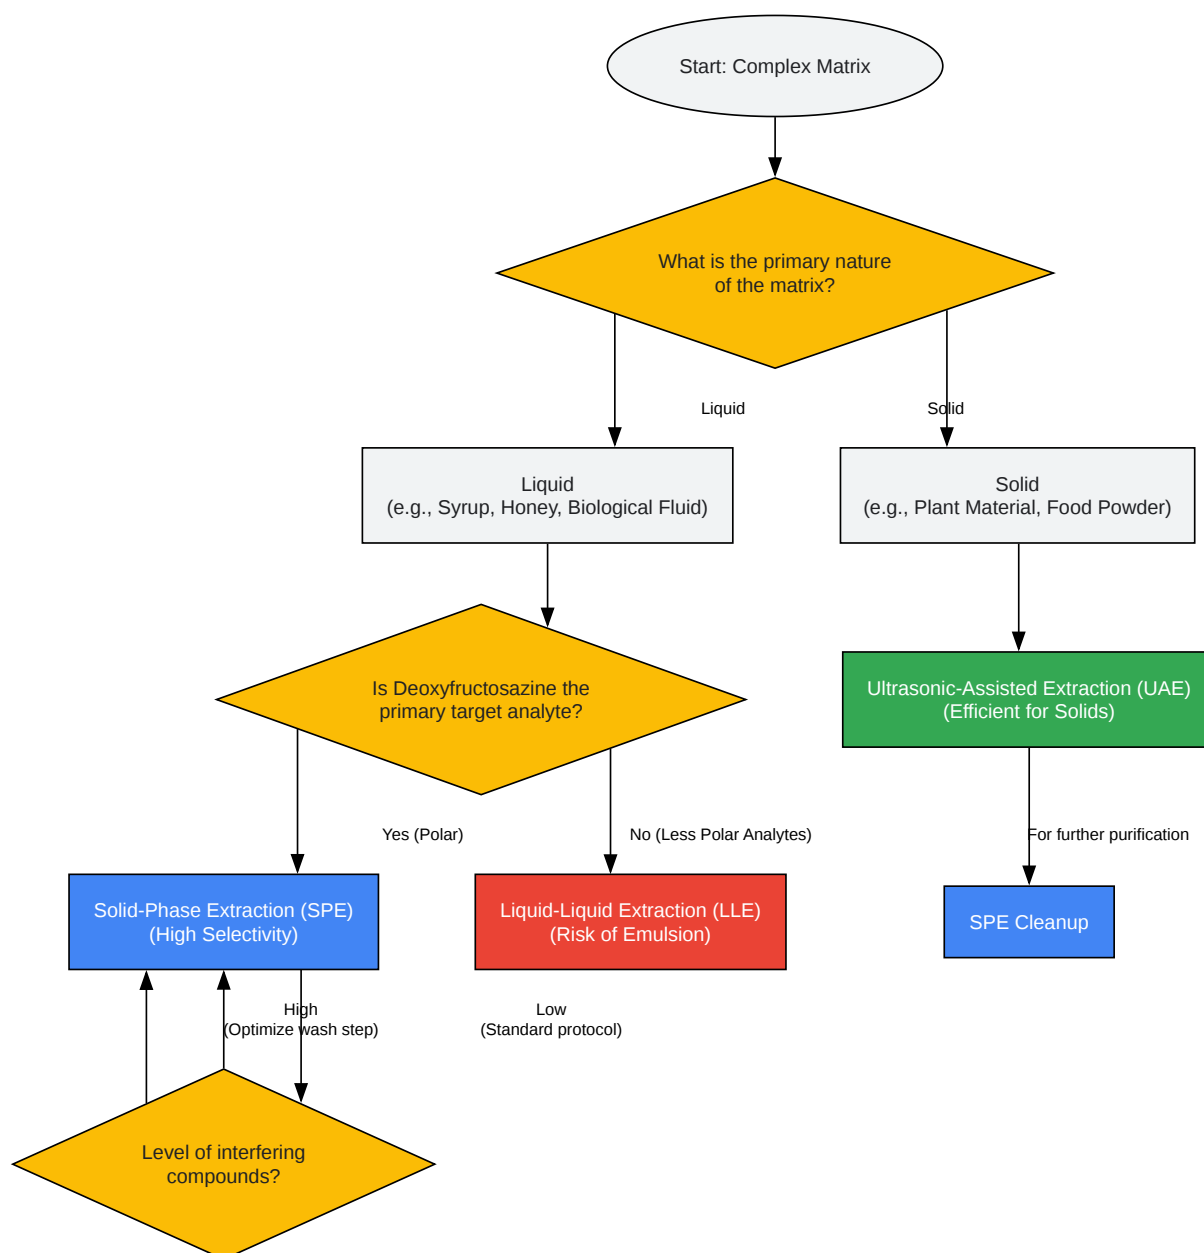 Start: Complex Matrix
What is the primary nature
of the matrix?
Liquid
Solid
Liquid
(e.g., Syrup, Honey, Biological Fluid)
Solid
(e.g., Plant Material, Food Powder)
Is Deoxyfructosazine the
primary target analyte?
Ultrasonic-Assisted Extraction (UAE)
(Efficient for Solids)
Yes (Polar)
No (Less Polar Analytes)
For further purification
Solid-Phase Extraction (SPE)
(High Selectivity)
Liquid-Liquid Extraction (LLE)
(Risk of Emulsion)
SPE Cleanup
High
(Optimize wash step)
Low
(Standard protocol)
Level of interfering
compounds?